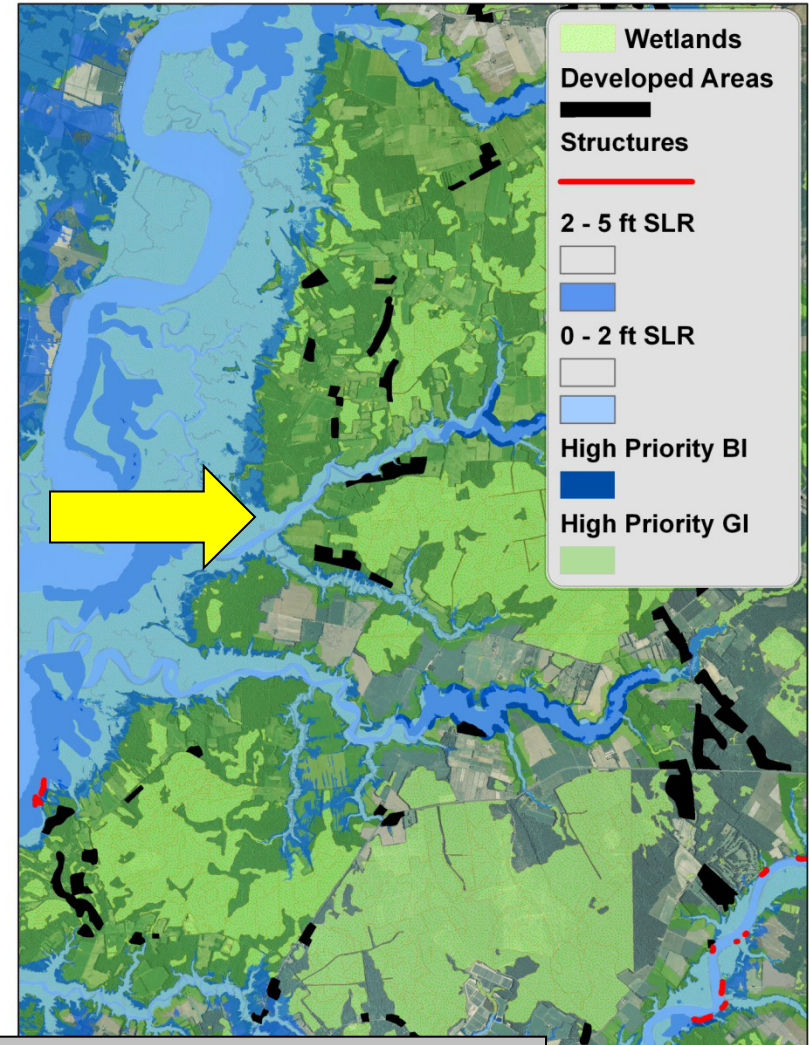 Wetlands
Developed Areas
Structures
2 - 5 ft SLR
0 - 2 ft SLR
High Priority BI
High Priority GI